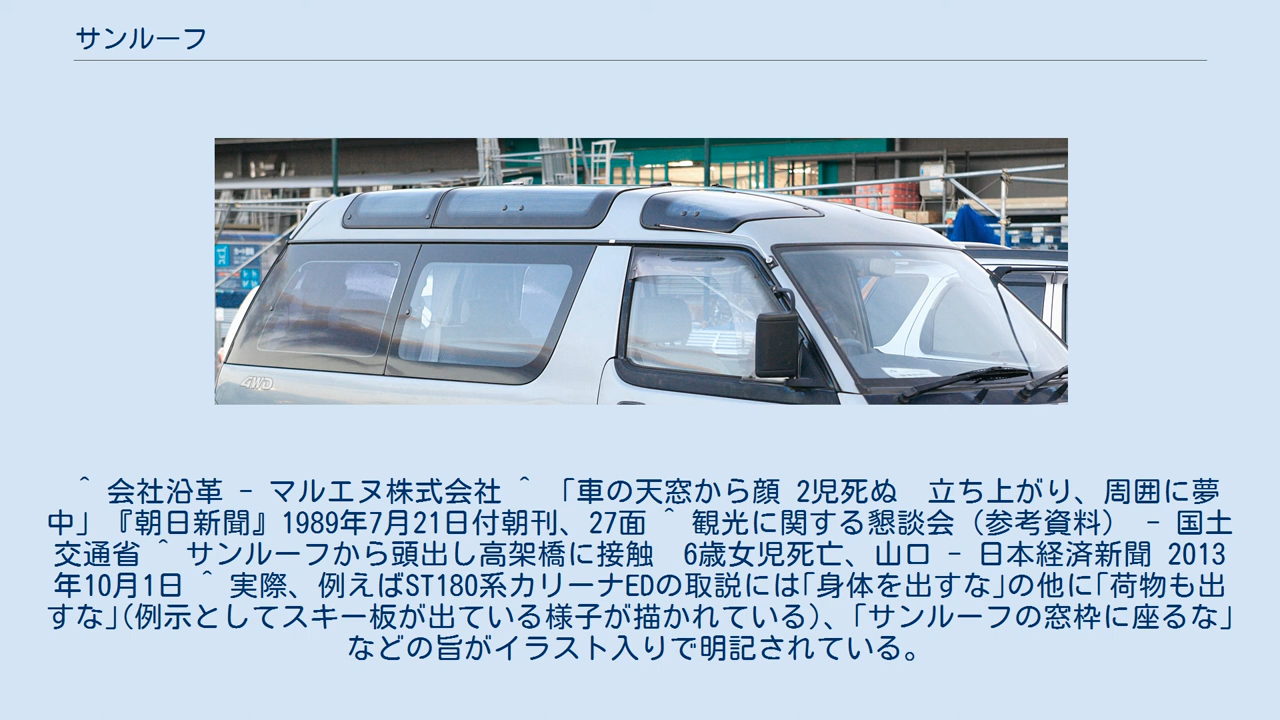 サンルーフ
4WD
^ 会社沿革 - マルエヌ株式会社 ^ 「車の天窓から顔 2児死ぬ　立ち上がり、周囲に夢
中」『朝日新聞』1989年7月21日付朝刊、27面 ^ 観光に関する懇談会（参考資料） - 国土
交通省 ^ サンルーフから頭出し高架橋に接触　6歳女児死亡、山口 - 日本経済新聞 2013
年10月1日 ^ 実際、例えばST180系カリーナEDの取説には｢身体を出すな｣の他に｢荷物も出
すな｣(例示としてスキー板が出ている様子が描かれている)、｢サンルーフの窓枠に座るな｣
などの旨がイラスト入りで明記されている。